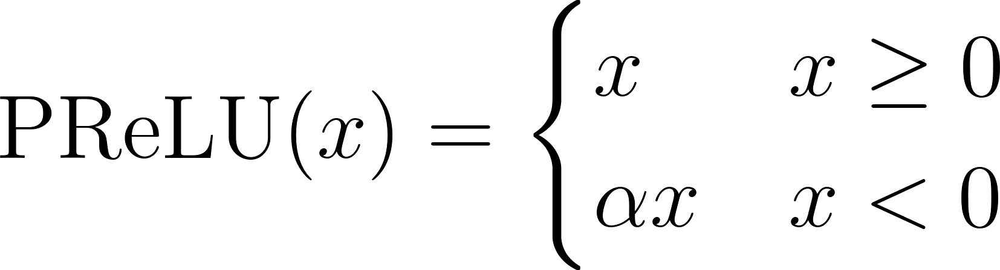 PReLU(x) = { x x ≥ 0
αx x < 0